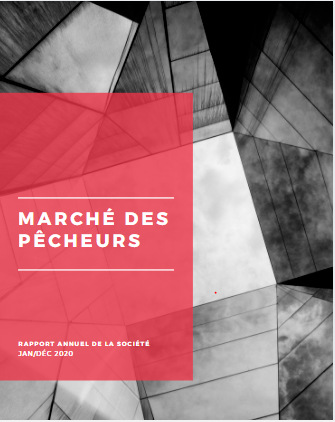 MARCHÉ DES
PÊCHEURS
RAPPORT ANNUEL DE LA SOCIÉTÉ
JAN/DÉC 2020